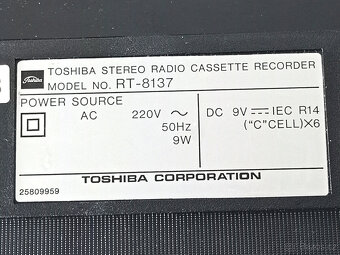 Toshiba
TOSHIBA STEREO RADIO CASSETTE RECORDER
MODEL NO. RT-8137
POWER SOURCE
AC 220V ~
50Hz
9W
DC 9V ⎓ IEC R14
("C"CELL)X6
TOSHIBA CORPORATION
25809959